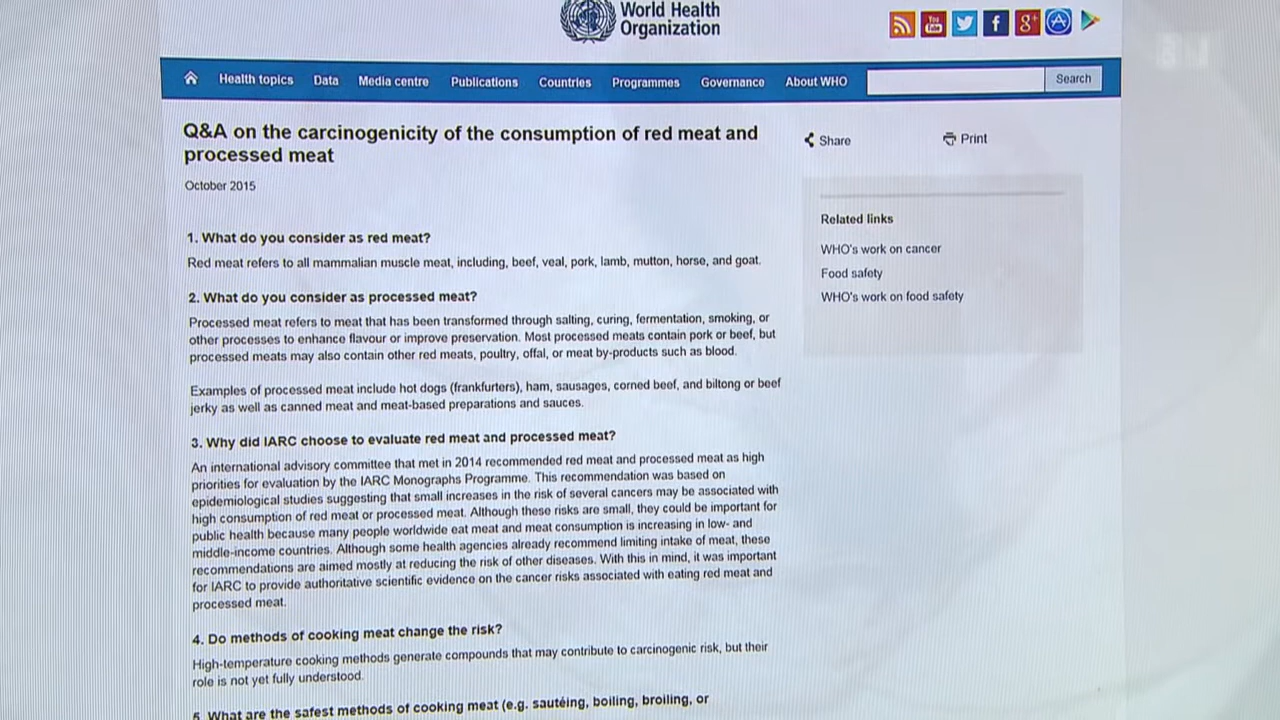 World Health
Organization
Health topics
Data
Media centre
Publications
Countries
Programmes
Governance
About WHO
Search
Q&A on the carcinogenicity of the consumption of red meat and
processed meat
Share
Print
October 2015
Related links
WHO's work on cancer
Food safety
WHO's work on food safety
1. What do you consider as red meat?
Red meat refers to all mammalian muscle meat, including, beef, veal, pork, lamb, mutton, horse, and goat.
2. What do you consider as processed meat?
Processed meat refers to meat that has been transformed through salting, curing, fermentation, smoking, or
other processes to enhance flavour or improve preservation. Most processed meats contain pork or beef, but
processed meats may also contain other red meats, poultry, offal, or meat by-products such as blood.
Examples of processed meat include hot dogs (frankfurters), ham, sausages, corned beef, and biltong or beef
jerky as well as canned meat and meat-based preparations and sauces.
3. Why did IARC choose to evaluate red meat and processed meat?
An international advisory committee that met in 2014 recommended red meat and processed meat as high
priorities for evaluation by the IARC Monographs Programme. This recommendation was based on
epidemiological studies suggesting that small increases in the risk of several cancers may be associated with
high consumption of red meat or processed meat. Although these risks are small, they could be important for
public health because many people worldwide eat meat and meat consumption is increasing in low- and
middle-income countries. Although some health agencies already recommend limiting intake of meat, these
recommendations are aimed mostly at reducing the risk of other diseases. With this in mind, it was important
for IARC to provide authoritative scientific evidence on the cancer risks associated with eating red meat and
processed meat.
4. Do methods of cooking meat change the risk?
High-temperature cooking methods generate compounds that may contribute to carcinogenic risk, but their
role is not yet fully understood.
5. What are the safest methods of cooking meat (e.g. sautéing, boiling, broiling, or